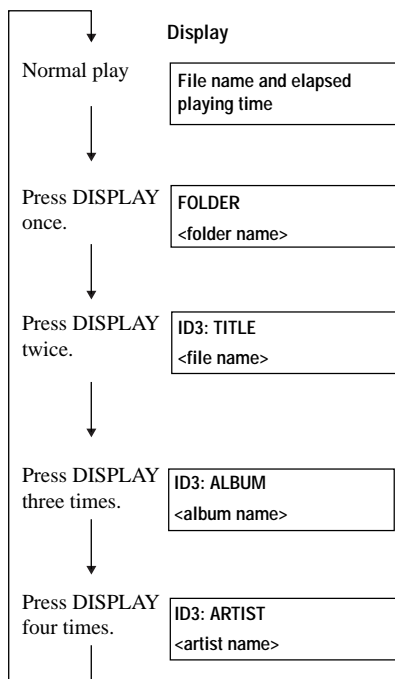 Display
Normal play
File name and elapsed
playing time
Press DISPLAY
once.
FOLDER
<folder name>
Press DISPLAY
twice.
ID3: TITLE
<file name>
Press DISPLAY
three times.
ID3: ALBUM
<album name>
Press DISPLAY
four times.
ID3: ARTIST
<artist name>